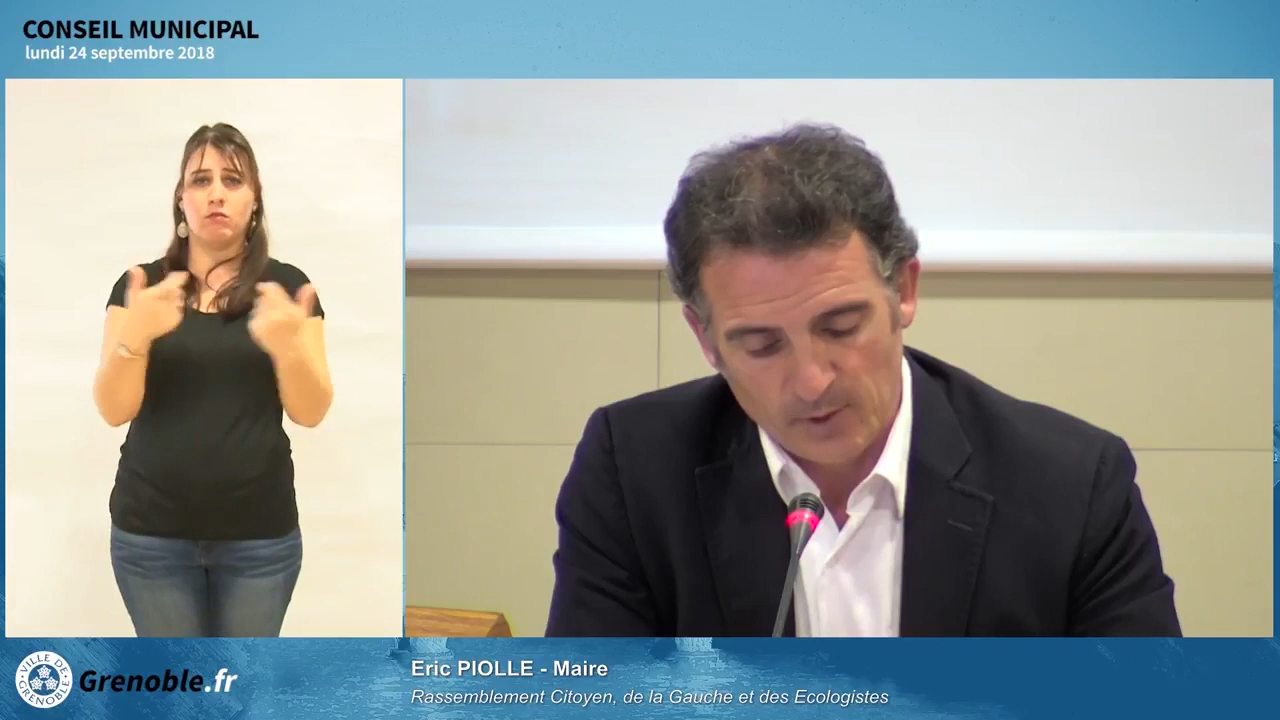 CONSEIL MUNICIPAL
lundi 24 septembre 2018
VILLE DE GRENOBLE
Grenoble.fr
Eric PIOLLE - Maire
Rassemblement Citoyen, de la Gauche et des Ecologistes